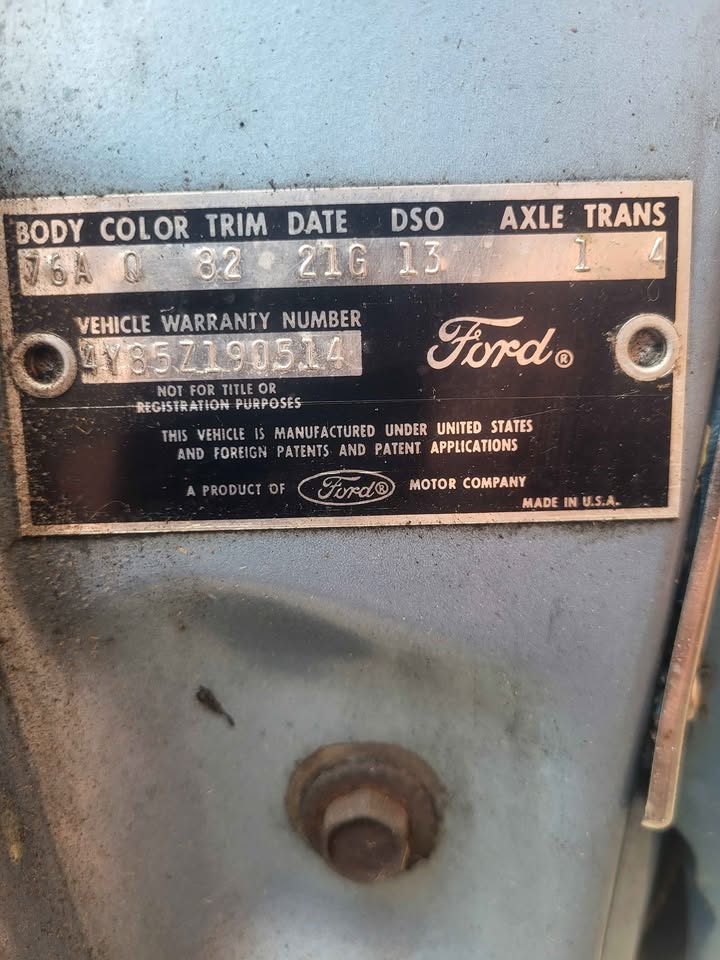 BODY COLOR TRIM DATE DSO AXLE TRANS
76A Q 82 21G 13 1 4
VEHICLE WARRANTY NUMBER
4Y85Z190514
Ford®
NOT FOR TITLE OR
REGISTRATION PURPOSES
THIS VEHICLE IS MANUFACTURED UNDER UNITED STATES
AND FOREIGN PATENTS AND PATENT APPLICATIONS
A PRODUCT OF Ford® MOTOR COMPANY
MADE IN U.S.A.